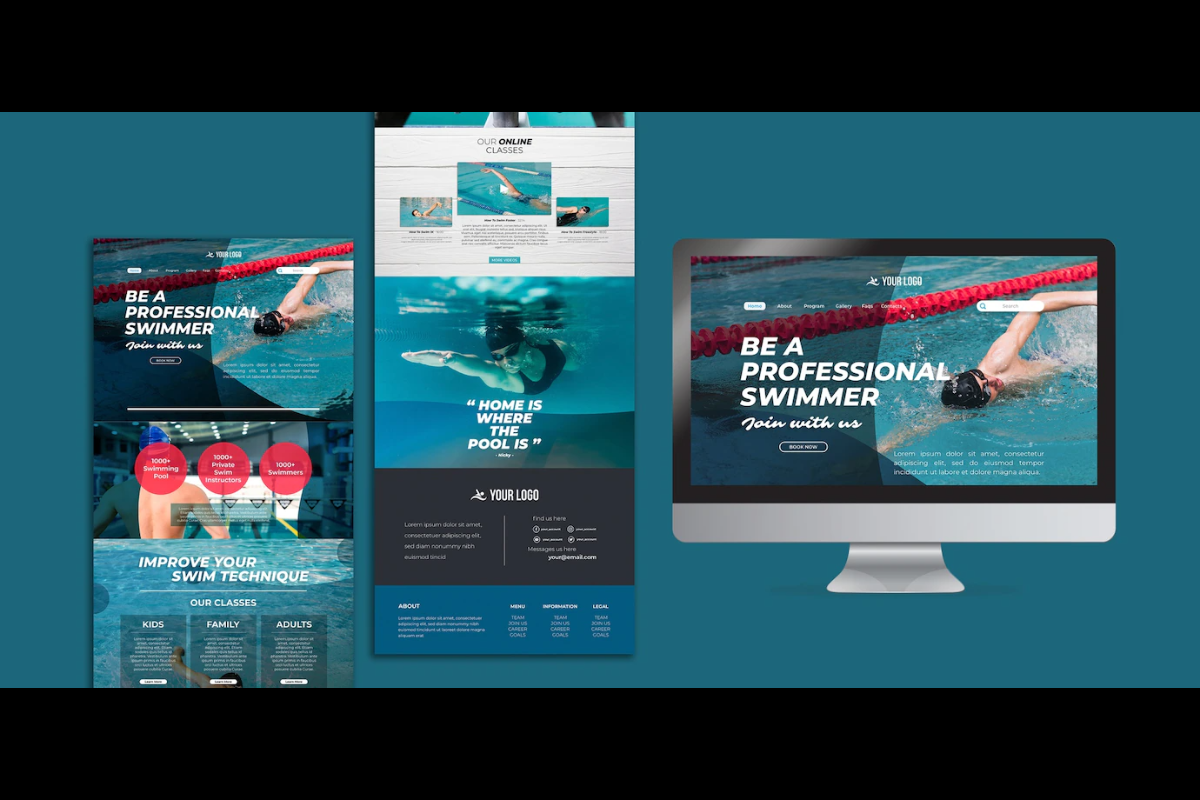 YOUR LOGO
Home About Program Gallery Faqs Contacts Search
BE A
PROFESSIONAL
SWIMMER
Join with us
BOOK NOW
Lorem ipsum dolor sit amet, consectetur
adipiscing elit, sed do eiusmod tempor
incididunt ut labore et dolore magna aliqua.
1000+
Swimming
Pool
1000+
Private
Swim
Instructors
1000+
Swimmers
IMPROVE YOUR
SWIM TECHNIQUE
OUR CLASSES
KIDS
Learn More
FAMILY
Learn More
ADULTS
Learn More
OUR ONLINE
CLASSES
How To Swim Faster
How To Swim Freestyle
MORE VIDEOS
“ HOME IS
WHERE
THE
POOL IS ”
- Nicky -
YOUR LOGO
Lorem ipsum dolor sit amet,
consectetuer adipiscing elit,
sed diam nonummy nibh
euismod tincid
Find us here
your_account your_account
your_account your_account
Messages us here
your@email.com
ABOUT
Lorem ipsum dolor sit amet, consectetuer
adipiscing elit, sed diam nonummy nibh euismod
tincidunt ut laoreet dolore magna
aliquam erat
MENU
TEAM
JOIN US
CAREER
GOALS
INFORMATION
TEAM
JOIN US
CAREER
GOALS
LEGAL
TEAM
JOIN US
CAREER
GOALS
YOUR LOGO
Home About Program Gallery Faqs Contacts Search
BE A
PROFESSIONAL
SWIMMER
Join with us
BOOK NOW
Lorem ipsum dolor sit amet, consectetur
adipiscing elit, sed do eiusmod tempor
incididunt ut labore et dolore magna aliqua.